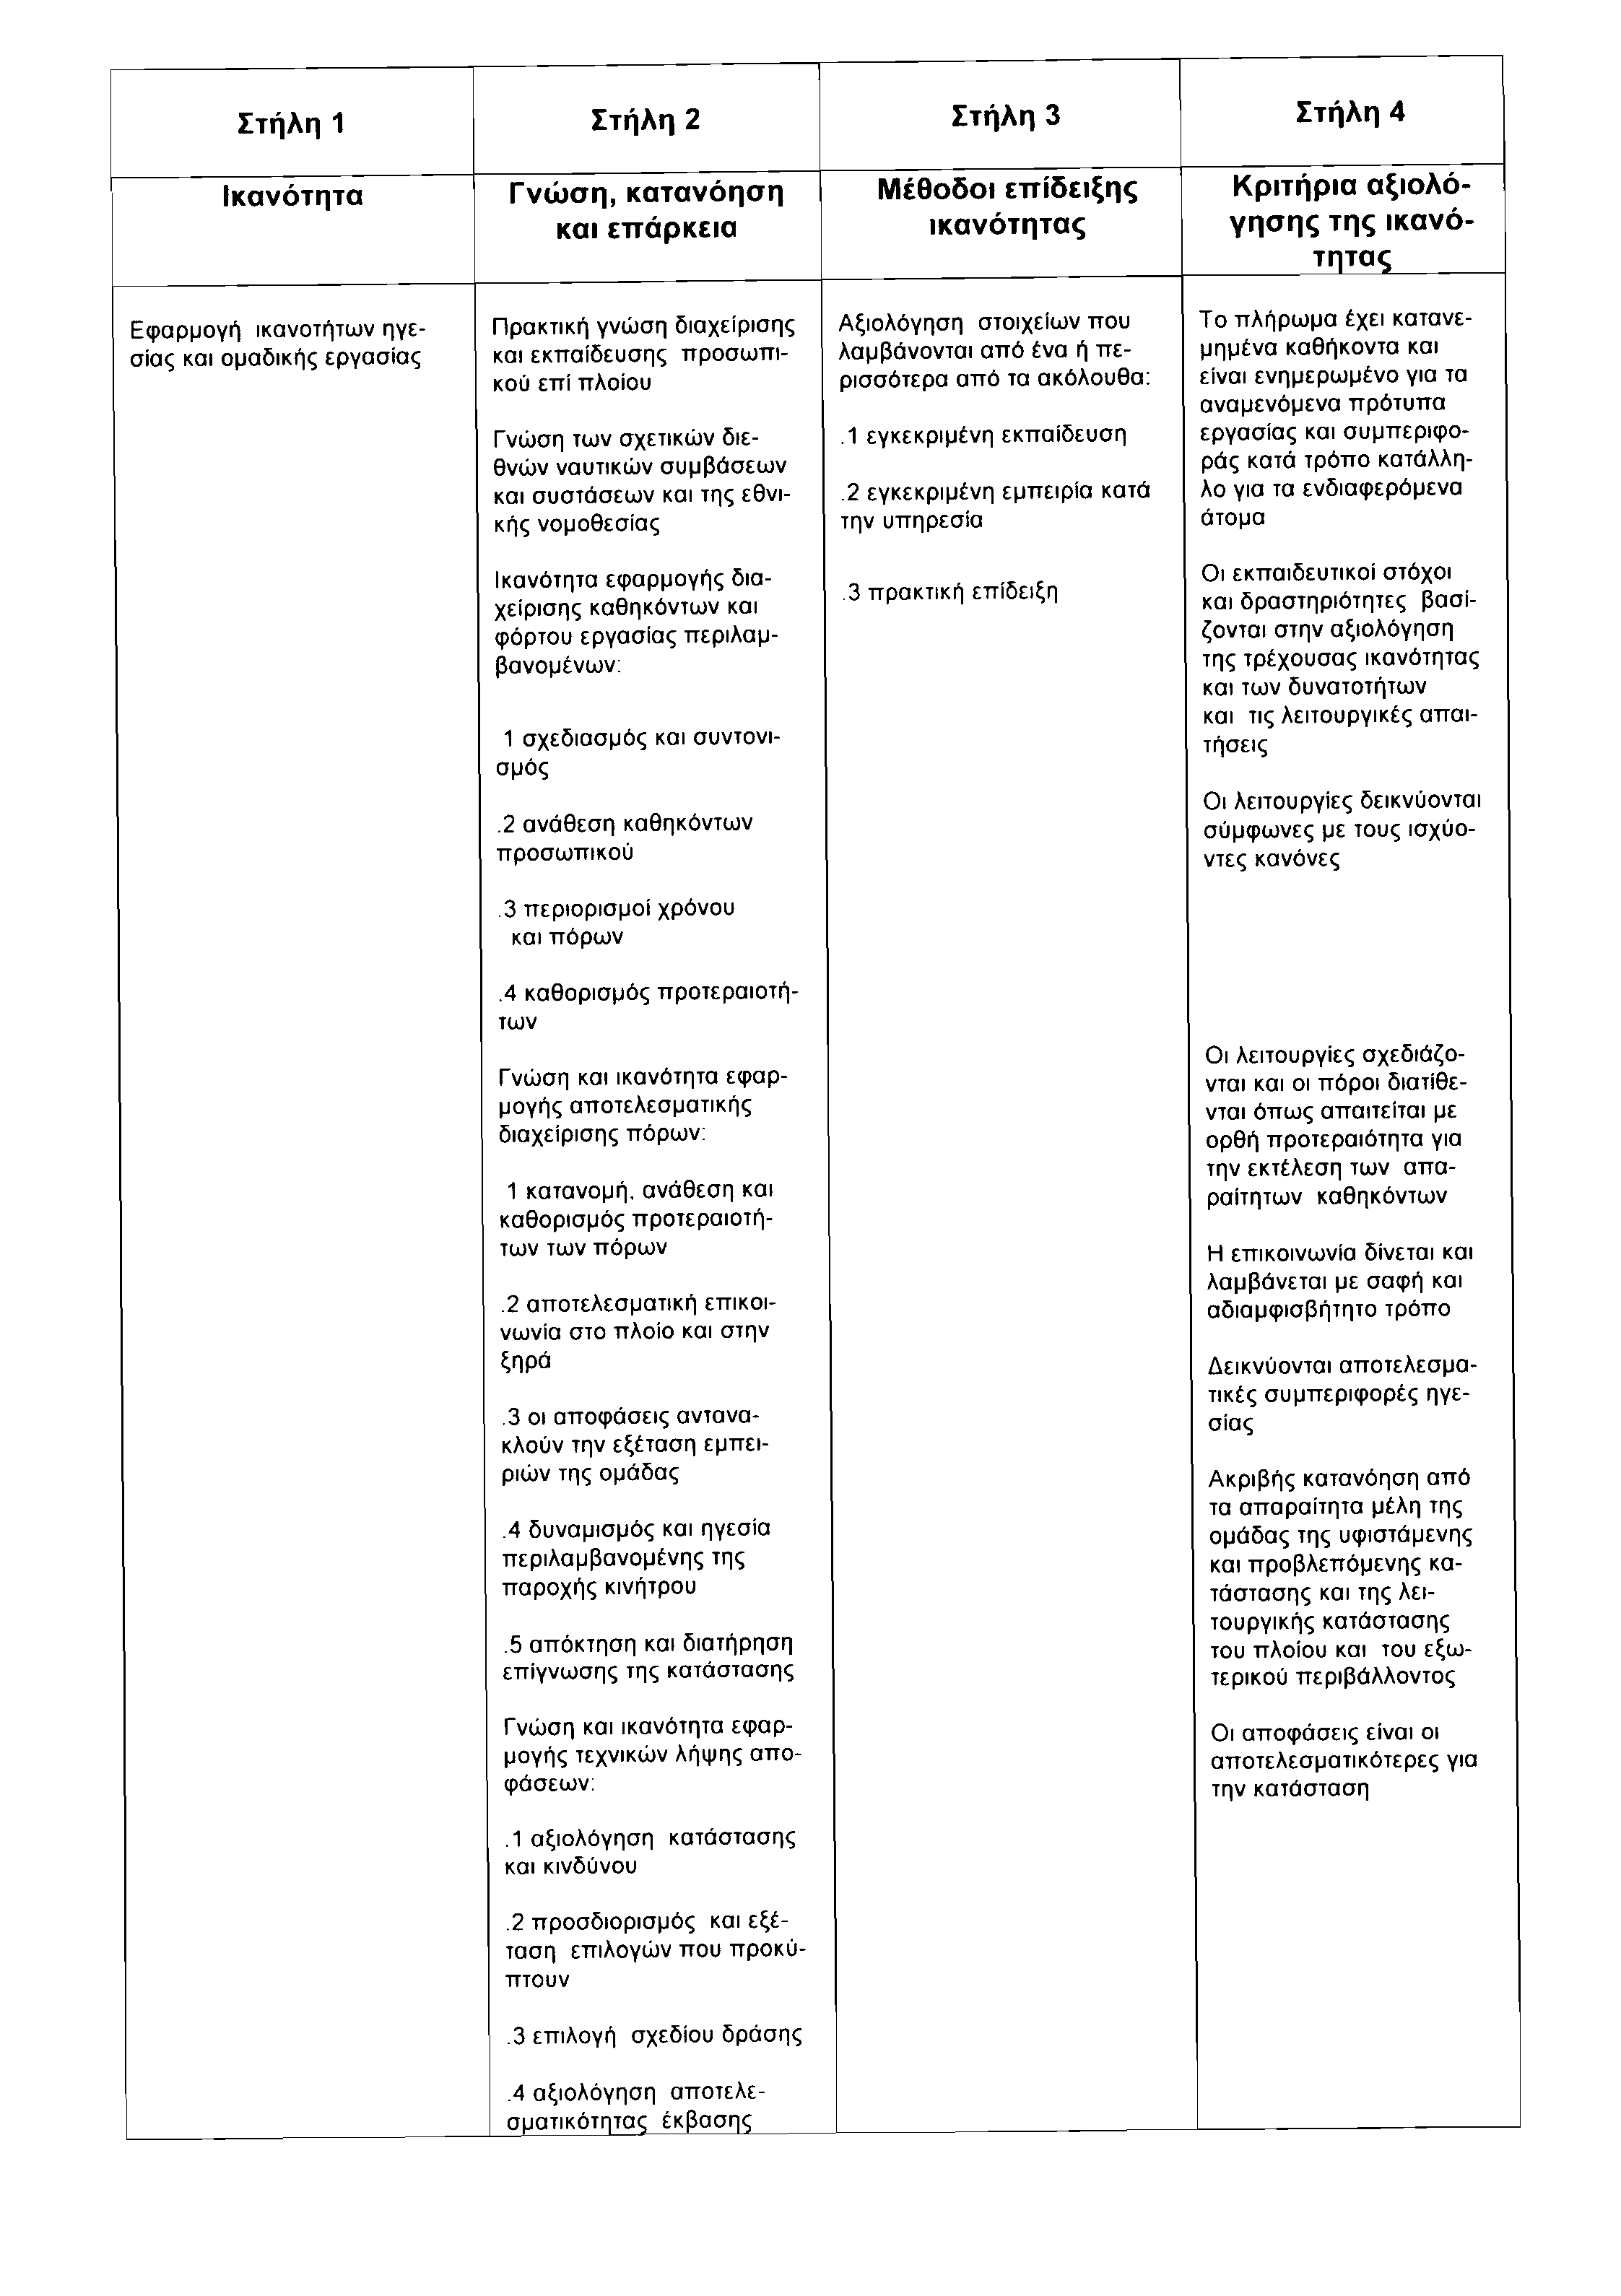 Στήλη 1
Στήλη 2
Στήλη 3
Στήλη 4
Ικανότητα
Γνώση, κατανόηση
και επάρκεια
Μέθοδοι επίδειξης
ικανότητας
Κριτήρια αξιολό-
γησης της ικανό-
τητας
Εφαρμογή ικανοτήτων ηγε-
σίας και ομαδικής εργασίας
Πρακτική γνώση διαχείρισης
και εκπαίδευσης προσωπι-
κού επί πλοίου
Γνώση των σχετικών διε-
θνών ναυτικών συμβάσεων
και συστάσεων και της εθνι-
κής νομοθεσίας
Ικανότητα εφαρμογής δια-
χείρισης καθηκόντων και
φόρτου εργασίας περιλαμ-
βανομένων:
1 σχεδιασμός και συντονι-
σμός
.2 ανάθεση καθηκόντων
προσωπικού
.3 περιορισμοί χρόνου
και πόρων
.4 καθορισμός προτεραιοτή-
των
Γνώση και ικανότητα εφαρ-
μογής αποτελεσματικής
διαχείρισης πόρων:
1 κατανομή, ανάθεση και
καθορισμός προτεραιοτή-
των των πόρων
.2 αποτελεσματική επικοι-
νωνία στο πλοίο και στην
ξηρά
.3 οι αποφάσεις αντανα-
κλούν την εξέταση εμπει-
ριών της ομάδας
.4 δυναμισμός και ηγεσία
περιλαμβανομένης της
παροχής κινήτρου
.5 απόκτηση και διατήρηση
επίγνωσης της κατάστασης
Γνώση και ικανότητα εφαρ-
μογής τεχνικών λήψης απο-
φάσεων:
.1 αξιολόγηση κατάστασης
και κινδύνου
.2 προσδιορισμός και εξέ-
ταση επιλογών που προκύ-
πτουν
.3 επιλογή σχεδίου δράσης
.4 αξιολόγηση αποτελε-
σματικότητας έκβασης
Αξιολόγηση στοιχείων που
λαμβάνονται από ένα ή πε-
ρισσότερα από τα ακόλουθα:
.1 εγκεκριμένη εκπαίδευση
.2 εγκεκριμένη εμπειρία κατά
την υπηρεσία
.3 πρακτική επίδειξη
Το πλήρωμα έχει κατανε-
μημένα καθήκοντα και
είναι ενημερωμένο για τα
αναμενόμενα πρότυπα
εργασίας και συμπεριφο-
ράς κατά τρόπο κατάλλη-
λο για τα ενδιαφερόμενα
άτομα
Οι εκπαιδευτικοί στόχοι
και δραστηριότητες βασί-
ζονται στην αξιολόγηση
της τρέχουσας ικανότητας
και των δυνατοτήτων
και τις λειτουργικές απαι-
τήσεις
Οι λειτουργίες δεικνύονται
σύμφωνες με τους ισχύο-
ντες κανόνες
Οι λειτουργίες σχεδιάζο-
νται και οι πόροι διατίθε-
νται όπως απαιτείται με
ορθή προτεραιότητα για
την εκτέλεση των απα-
ραίτητων καθηκόντων
Η επικοινωνία δίνεται και
λαμβάνεται με σαφή και
αδιαμφισβήτητο τρόπο
Δεικνύονται αποτελεσμα-
τικές συμπεριφορές ηγε-
σίας
Ακριβής κατανόηση από
τα απαραίτητα μέλη της
ομάδας της υφιστάμενης
και προβλεπόμενης κα-
τάστασης και της λει-
τουργικής κατάστασης
του πλοίου και του εξω-
τερικού περιβάλλοντος
Οι αποφάσεις είναι οι
αποτελεσματικότερες για
την κατάσταση